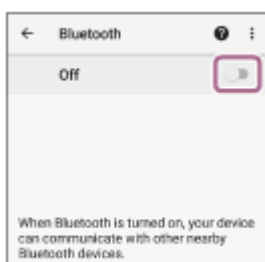 Bluetooth
Off
When Bluetooth is turned on, your device
can communicate with other nearby
Bluetooth devices.